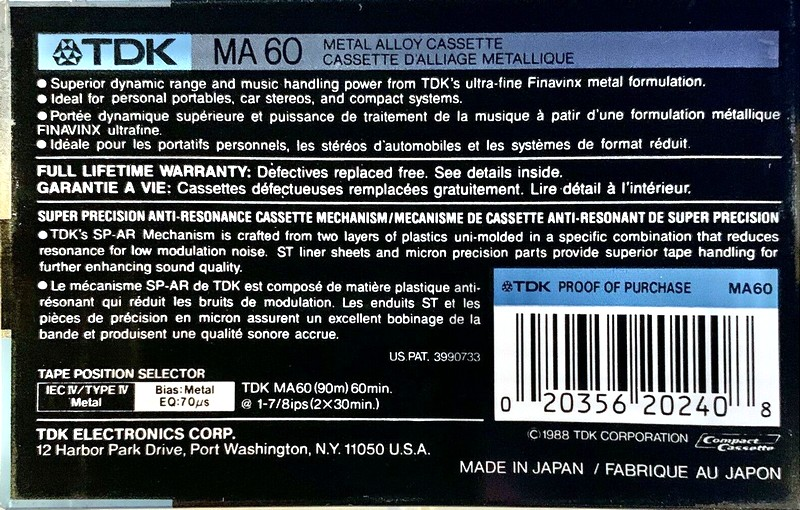 TDK MA 60 METAL ALLOY CASSETTE
CASSETTE D'ALLIAGE METALLIQUE
● Superior dynamic range and music handling power from TDK's ultra-fine Finavinx metal formulation.
● Ideal for personal portables, car stereos, and compact systems.
● Portée dynamique supérieure et puissance de traitement de la musique à patir d'une formulation métallique
FINAVINX ultrafine.
● Idéale pour les portatifs personnels, les stéréos d'automobiles et les systèmes de format réduit.
FULL LIFETIME WARRANTY: Defectives replaced free. See details inside.
GARANTIE A VIE: Cassettes défectueuses remplacées gratuitement. Lire détail à l'intérieur.
SUPER PRECISION ANTI-RESONANCE CASSETTE MECHANISM/MECANISME DE CASSETTE ANTI-RESONANT DE SUPER PRECISION
● TDK's SP-AR Mechanism is crafted from two layers of plastics uni-molded in a specific combination that reduces
resonance for low modulation noise. ST liner sheets and micron precision parts provide superior tape handling for
further enhancing sound quality.
● Le mécanisme SP-AR de TDK est composé de matière plastique anti-
résonant qui réduit les bruits de modulation. Les enduits ST et les
pièces de précision en micron assurent un excellent bobinage de la
bande et produisent une qualité sonore accrue.
US. PAT. 3990733
TAPE POSITION SELECTOR
IEC IV/TYPE IV Bias: Metal TDK MA60 (90m) 60min.
Metal EQ: 70μs @ 1-7/8ips (2×30min.)
TDK ELECTRONICS CORP.
12 Harbor Park Drive, Port Washington, N.Y. 11050 U.S.A.
TDK PROOF OF PURCHASE MA60
0 20356 20240 8
©1988 TDK CORPORATION Compact Cassette
MADE IN JAPAN / FABRIQUE AU JAPON